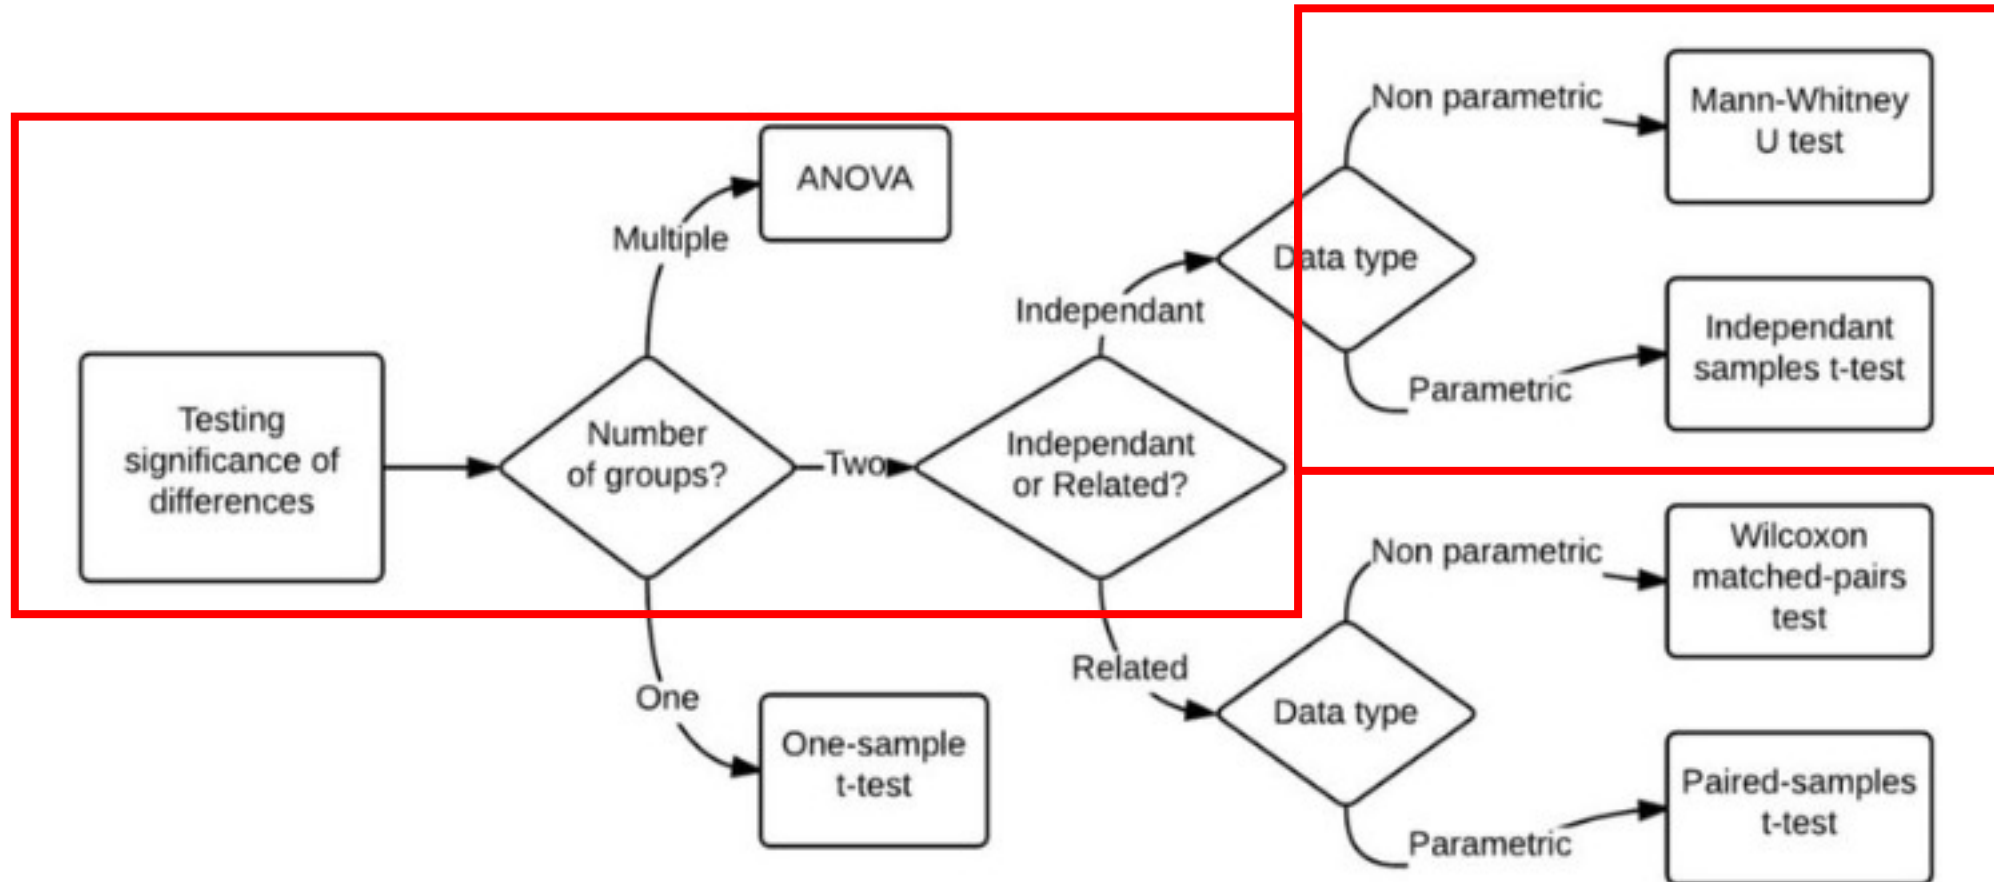 Non parametric
Mann-Whitney
U test
ANOVA
Multiple
Data type
Independant
Independant
samples t-test
Parametric
Testing
significance of
differences
Number
of groups?
Two
Independant
or Related?
Non parametric
Wilcoxon
matched-pairs
test
Related
One
Data type
One-sample
t-test
Paired-samples
t-test
Parametric